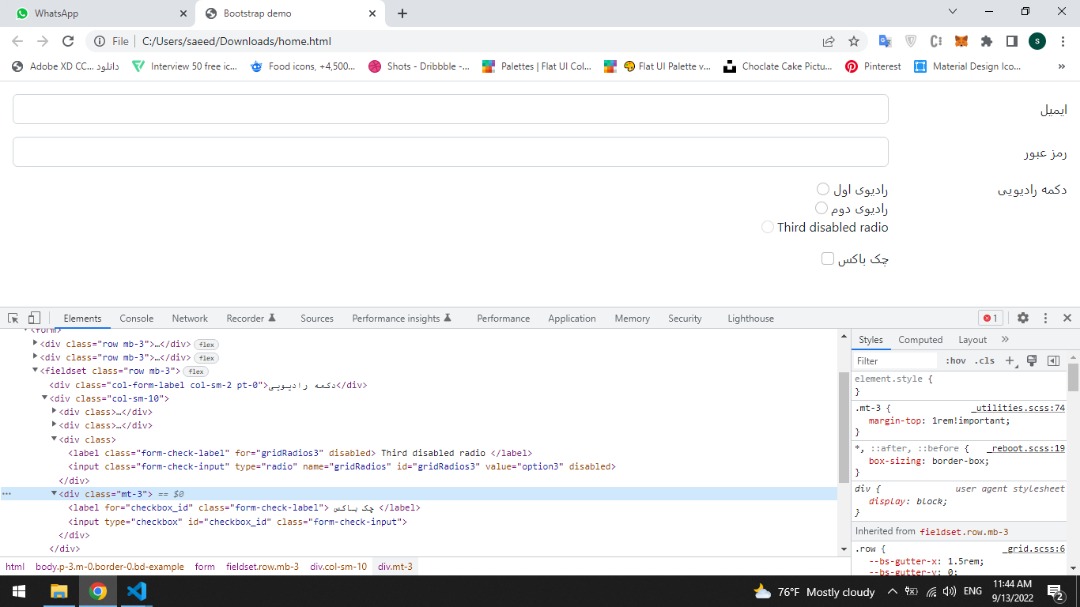 WhatsApp
Bootstrap demo
File | C:/Users/saeed/Downloads/home.html
S
Adobe XD CC... دانلود
Interview 50 free ic...
Food icons, +4,500...
Shots - Dribbble -...
Palettes | Flat UI Col...
Flat UI Palette v...
Choclate Cake Pictu...
Pinterest
Material Design Ico...
»
ایمیل
رمز عبور
دکمه رادیویی
رادیوی اول
رادیوی دوم
Third disabled radio
چک باکس
Elements Console Network Recorder Sources Performance insights Performance Application Memory Security Lighthouse 1
<form>
<div class="row mb-3">…</div> flex
<div class="row mb-3">…</div> flex
<fieldset class="row mb-3"> flex
<div class="col-form-label col-sm-2 pt-0">دکمه رادیویی</div>
<div class="col-sm-10">
<div class>…</div>
<div class>…</div>
<div class>
<label class="form-check-label" for="gridRadios3" disabled> Third disabled radio </label>
<input class="form-check-input" type="radio" name="gridRadios" id="gridRadios3" value="option3" disabled>
</div>
<div class="mt-3"> == $0
<label for="checkbox_id" class="form-check-label"> چک باکس </label>
<input type="checkbox" id="checkbox_id" class="form-check-input">
</div>
</div>
html body.p-3.m-0.border-0.bd-example form fieldset.row.mb-3 div.col-sm-10 div.mt-3
Styles Computed Layout »
Filter :hov .cls +
element.style {
}
.mt-3 { _utilities.scss:74
margin-top: 1rem!important;
}
*, ::after, ::before { _reboot.scss:19
box-sizing: border-box;
}
div { user agent stylesheet
display: block;
}
Inherited from fieldset.row.mb-3
.row { _grid.scss:6
--bs-gutter-x: 1.5rem;
--bs-gutter-y: 0;
76°F Mostly cloudy ENG 11:44 AM
9/13/2022 2